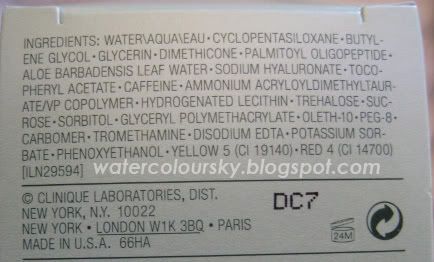 INGREDIENTS: WATER\AQUA\EAU • CYCLOPENTASILOXANE • BUTYL-
ENE GLYCOL • GLYCERIN • DIMETHICONE • PALMITOYL OLIGOPEPTIDE •
ALOE BARBADENSIS LEAF WATER • SODIUM HYALURONATE • TOCO-
PHERYL ACETATE • CAFFEINE • AMMONIUM ACRYLOYLDIMETHYLTAUR-
ATE/VP COPOLYMER • HYDROGENATED LECITHIN • TREHALOSE • SUC-
ROSE • SORBITOL • GLYCERYL POLYMETHACRYLATE • OLETH-10 • PEG-8 •
CARBOMER • TROMETHAMINE • DISODIUM EDTA • POTASSIUM SOR-
BATE • PHENOXYETHANOL • YELLOW 5 (CI 19140) • RED 4 (CI 14700)
[ILN29594]
watercoloursky.blogspot.com
© CLINIQUE LABORATORIES, DIST.
NEW YORK, N.Y. 10022
NEW YORK • LONDON W1K 3BQ • PARIS
MADE IN U.S.A. 66HA
DC7
24M